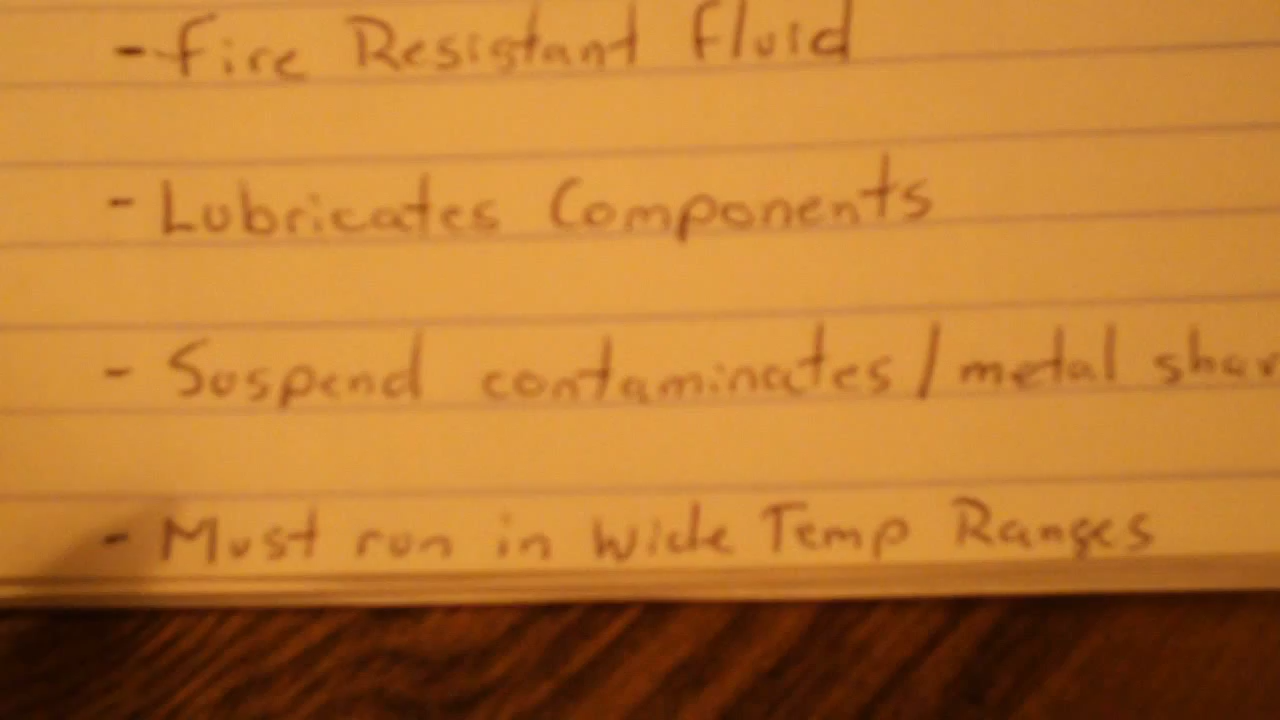 - Fire Resistant Fluid
- Lubricates Components
- Suspend contaminates / metal
- Must run in Wide Temp Ranges